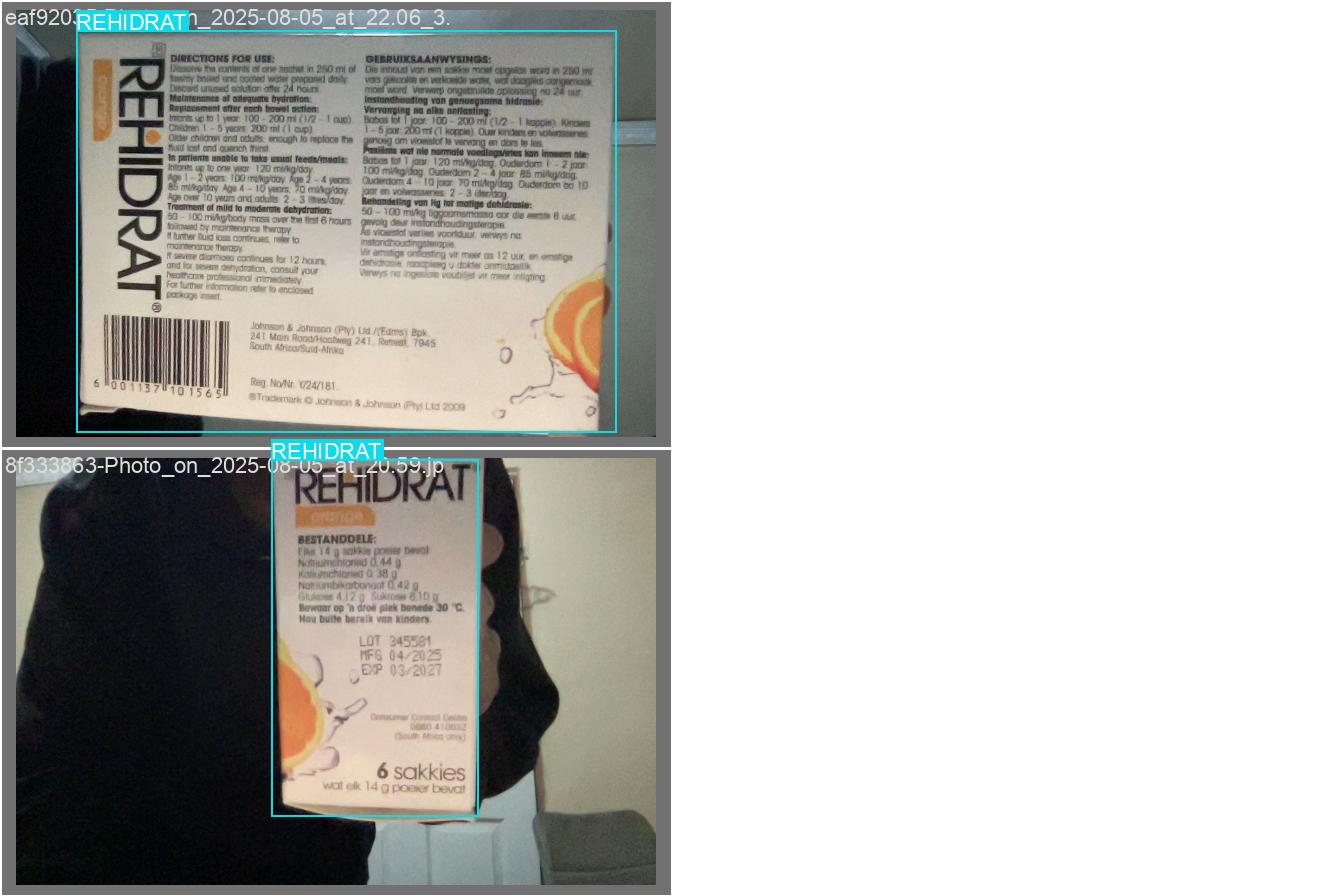 eaf9203
n_2025-08-05_at_22.06_3.
REHIDRAT
REHIDRAT®
orange
DIRECTIONS FOR USE:
Dissolve the contents of one sachet in 250 ml of
freshly boiled and cooled water prepared daily.
Discard unused solution after 24 hours.
Maintenance of adequate hydration:
Replacement after each bowel action:
Infants up to 1 year: 100 - 200 ml (1/2 - 1 cup).
Children 1 - 5 years: 200 ml (1 cup)
Older children and adults: enough to replace the
fluid lost and quench thirst.
In patients unable to take usual feeds/meals:
Infants up to one year: 120 ml/kg/day.
Age 1 - 2 years: 100 ml/kg/day. Age 2 - 4 years:
85 ml/kg/day. Age 4 - 10 years: 70 ml/kg/day.
Age over 10 years and adults: 2 - 3 litres/day.
Treatment of mild to moderate dehydration:
50 - 100 ml/kg/body mass over the first 6 hours
followed by maintenance therapy.
If further fluid loss continues, refer to
maintenance therapy.
If severe diarrhoea continues for 12 hours,
and for severe dehydration, consult your
healthcare professional immediately.
For further information refer to enclosed
package insert.
GEBRUIKSAANWYSINGS:
Die inhoud van een sakkie moet opgelos word in 250 ml
vars gekookte en verkoelde water, wat daagliks aangemaak
moet word. Verwerp ongebruikte oplossing na 24 uur.
Instandhouding van genoegsame hidrasie:
Vervanging na elke ontlasting:
Babas tot 1 jaar: 100 - 200 ml (1/2 - 1 koppie). Kinders
1 - 5 jaar: 200 ml (1 koppie). Ouer kinders en volwassenes:
genoeg om vloeistof te vervang en dors te les.
Pasiënte wat nie normale voedings/etes kan inneem nie:
Babas tot 1 jaar: 120 ml/kg/dag. Ouderdom 1 - 2 jaar:
100 ml/kg/dag. Ouderdom 2 - 4 jaar: 85 ml/kg/dag.
Ouderdom 4 - 10 jaar: 70 ml/kg/dag. Ouderdom bo 10
jaar en volwassenes: 2 - 3 liter/dag.
Behandeling van lig tot matige dehidrasie:
50 - 100 ml/kg liggaamsmassa oor die eerste 6 uur,
gevolg deur instandhoudingsterapie.
As vloeistof verlies voortduur, verwys na
instandhoudingsterapie.
Vir ernstige ontlasting vir meer as 12 uur, en ernstige
dehidrasie, raadpleeg u dokter onmiddellik.
Verwys na ingeslote voubiljet vir meer inligting.
6 001137 101565
Johnson & Johnson (Pty) Ltd./(Edms) Bpk.
241 Main Road/Hoofweg 241, Retreat, 7945
South Africa/Suid-Afrika
Reg. No/Nr. Y/24/181.
®Trademark © Johnson & Johnson (Pty) Ltd 2009
REHIDRAT
8f333863-Photo_on_2025-08-05_at_20.59.jp
REHIDRAT
orange
BESTANDDELE:
Elke 14 g sakkie poeier bevat:
Natriumchloried 0,44 g
Kaliumchloried 0,38 g
Natriumbikarbonaat 0,42 g
Glukose 4,12 g Sukrose 8,10 g
Bewaar op 'n droë plek benede 30 °C.
Hou buite bereik van kinders.
LOT 345581
MFG 04/2025
EXP 03/2027
Consumer Contact Centre
0860 410032
(South Africa only)
6 sakkies
wat elk 14 g poeier bevat